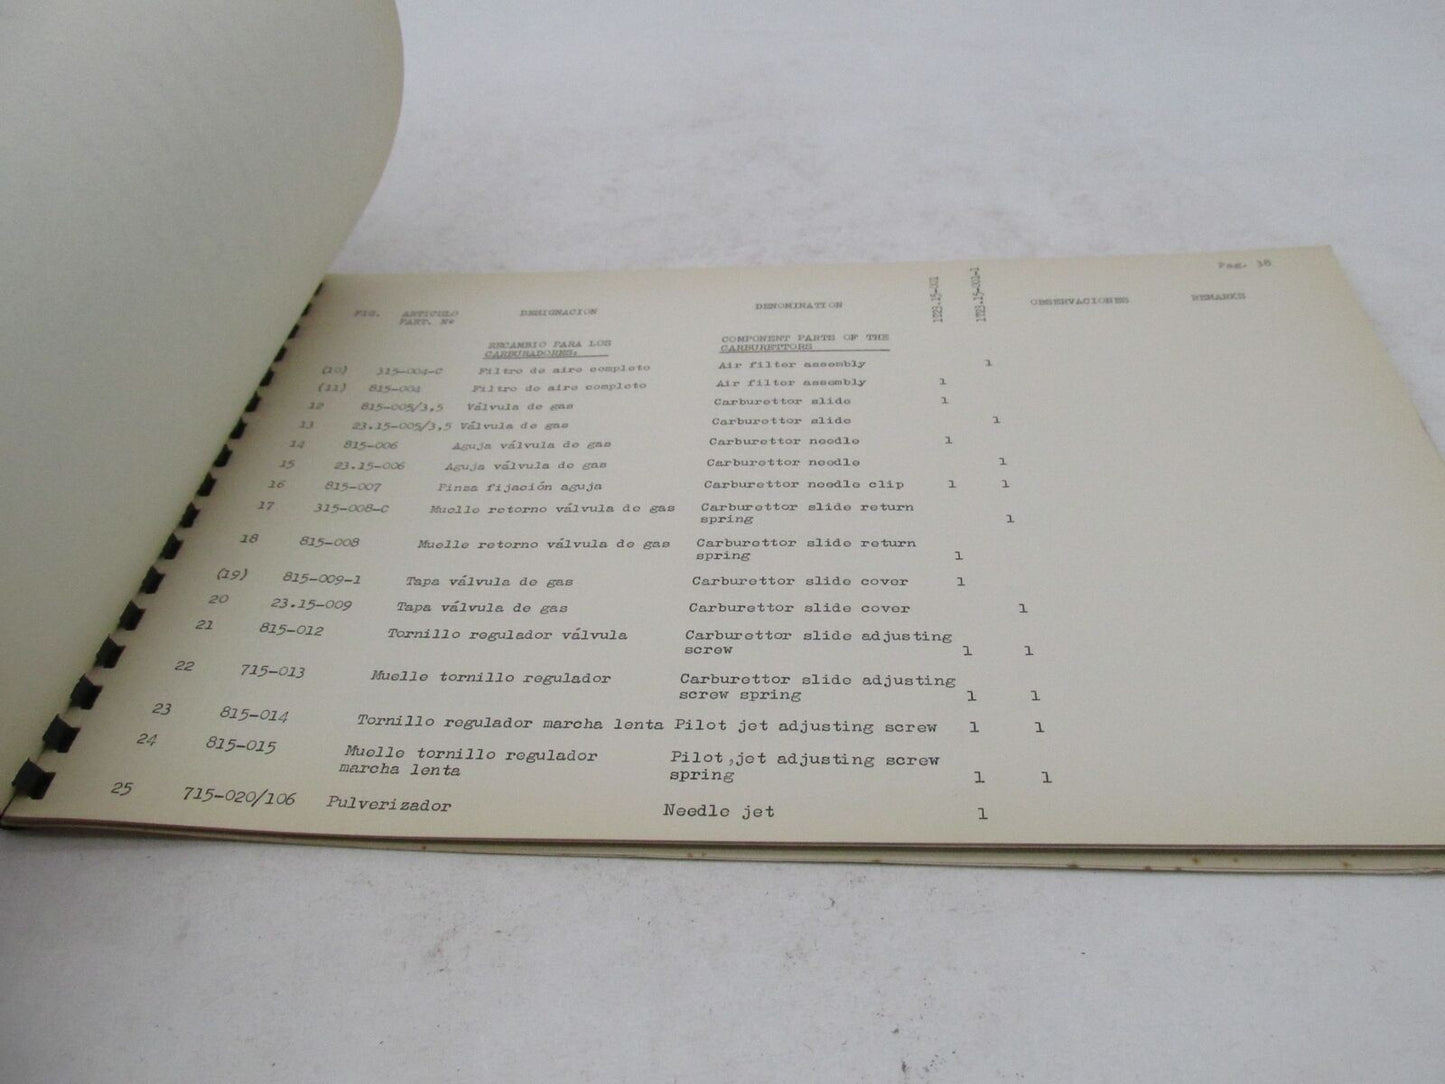 Pag. 38
FIG. ARTICULO DESIGNACION DENOMINATION 1723.15-001 1723.15-001-1 OBSERVACIONES REMARKS
PART. Nº
RECAMBIO PARA LOS COMPONENT PARTS OF THE
CARBURADORES: CARBURETTORS
(10) 315-004-C Filtro de aire completo Air filter assembly 1
(11) 815-004 Filtro de aire completo Air filter assembly 1
12 815-005/3,5 Válvula de gas Carburettor slide 1
13 23.15-005/3,5 Válvula de gas Carburettor slide 1
14 815-006 Aguja válvula de gas Carburettor needle 1
15 23.15-006 Aguja válvula de gas Carburettor needle 1
16 815-007 Pinsa fijación aguja Carburettor needle clip 1 1
17 315-008-C Muelle retorno válvula de gas Carburettor slide return
spring 1
18 815-008 Muelle retorno válvula de gas Carburettor slide return
spring 1
(19) 815-009-1 Tapa válvula de gas Carburettor slide cover 1
20 23.15-009 Tapa válvula de gas Carburettor slide cover 1
21 815-012 Tornillo regulador válvula Carburettor slide adjusting
screw 1 1
22 715-013 Muelle tornillo regulador Carburettor slide adjusting
screw spring 1 1
23 815-014 Tornillo regulador marcha lenta Pilot jet adjusting screw 1 1
24 815-015 Muelle tornillo regulador Pilot,jet adjusting screw
marcha lenta spring 1 1
25 715-020/106 Pulverizador Needle jet 1